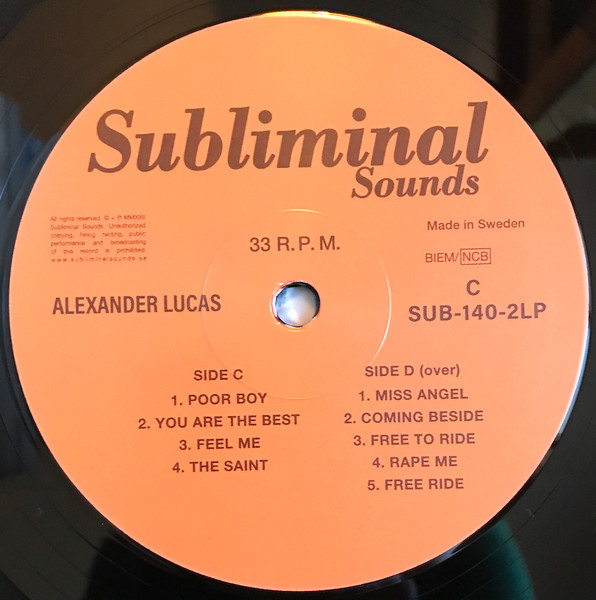 Subliminal
Sounds
All rights reserved. © + ℗ MMXXII
Subliminal Sounds. Unauthorized
copying, hiring, renting, public
performance and broadcasting
of this record is prohibited.
www.subliminalsounds.se
33 R.P.M.
Made in Sweden
BIEM/NCB
ALEXANDER LUCAS
C
SUB-140-2LP
SIDE C
1. POOR BOY
2. YOU ARE THE BEST
3. FEEL ME
4. THE SAINT
SIDE D (over)
1. MISS ANGEL
2. COMING BESIDE
3. FREE TO RIDE
4. RAPE ME
5. FREE RIDE